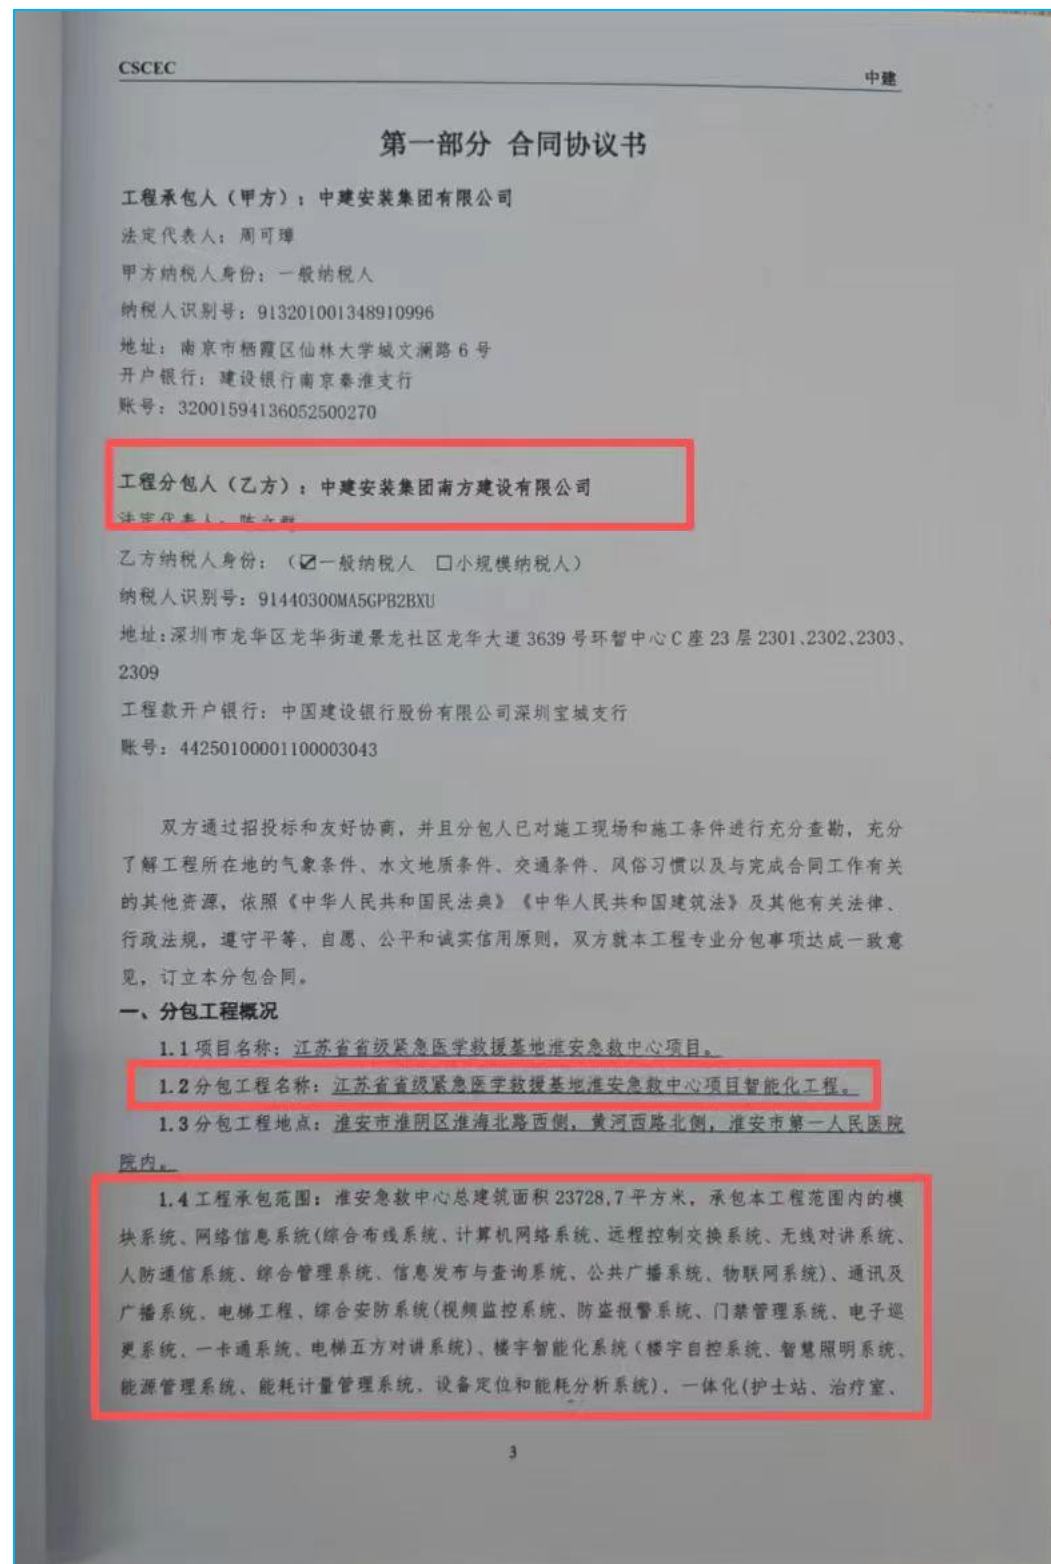 CSCEC
中建
第一部分 合同协议书
工程承包人（甲方）：中建安装集团有限公司
法定代表人：周可璋
甲方纳税人身份：一般纳税人
纳税人识别号：913201001348910996
地址：南京市栖霞区仙林大学城文澜路 6 号
开户银行：建设银行南京秦淮支行
账号：32001594136052500270
工程分包人（乙方）：中建安装集团南方建设有限公司
法定代表人：陈文
乙方纳税人身份：（☑一般纳税人 □小规模纳税人）
纳税人识别号：91440300MA5GPB2BXU
地址:深圳市龙华区龙华街道景龙社区龙华大道 3639 号环智中心 C 座 23 层 2301、2302、2303、
2309
工程款开户银行：中国建设银行股份有限公司深圳宝城支行
账号：44250100001100003043
双方通过招投标和友好协商，并且分包人已对施工现场和施工条件进行充分查勘，充分
了解工程所在地的气象条件、水文地质条件、交通条件、风俗习惯以及与完成合同工作有关
的其他资源，依照《中华人民共和国民法典》《中华人民共和国建筑法》及其他有关法律、
行政法规，遵守平等、自愿、公平和诚实信用原则，双方就本工程专业分包事项达成一致意
见，订立本分包合同。
一、分包工程概况
1.1 项目名称：江苏省省级紧急医学救援基地淮安急救中心项目。
1.2 分包工程名称：江苏省省级紧急医学救援基地淮安急救中心项目智能化工程。
1.3 分包工程地点：淮安市淮阴区淮海北路西侧，黄河西路北侧，淮安市第一人民医院
院内。
1.4 工程承包范围：淮安急救中心总建筑面积 23728.7 平方米，承包本工程范围内的模
块系统、网络信息系统(综合布线系统、计算机网络系统、远程控制交换系统、无线对讲系统、
人防通信系统、综合管理系统、信息发布与查询系统、公共广播系统、物联网系统)、通讯及
广播系统、电梯工程、综合安防系统(视频监控系统、防盗报警系统、门禁管理系统、电子巡
更系统、一卡通系统、电梯五方对讲系统)、楼宇智能化系统（楼宇自控系统、智慧照明系统、
能源管理系统、能耗计量管理系统、设备定位和能耗分析系统）、一体化(护士站、治疗室、
3